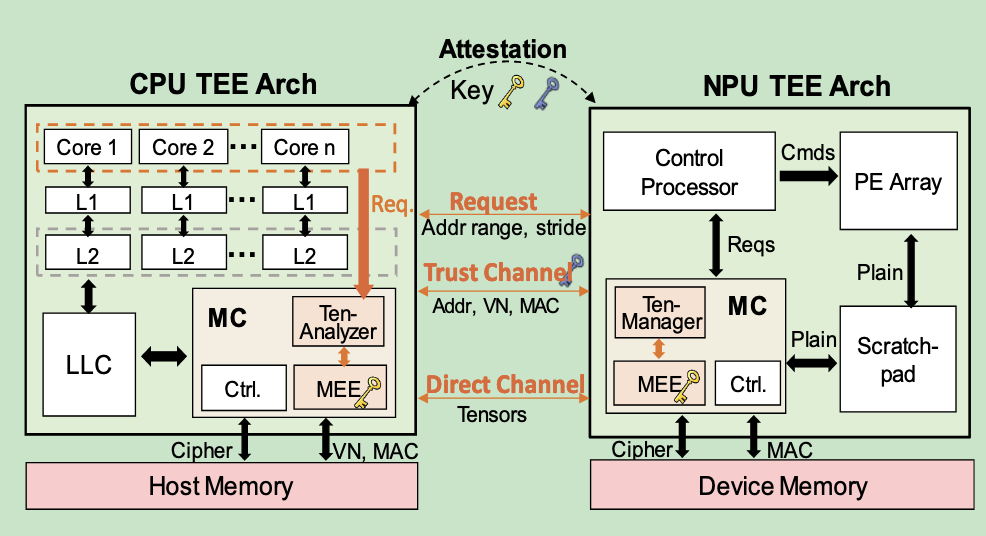 Attestation
Key
CPU TEE Arch
NPU TEE Arch
Core 1
Core 2
...
Core n
L1
L1
...
L1
L2
L2
...
L2
Req.
LLC
MC
Ten-
Analyzer
Ctrl.
MEE
Cipher
VN, MAC
Host Memory
Request
Addr range, stride
Trust Channel
Addr, VN, MAC
Direct Channel
Tensors
Control
Processor
Cmds
PE Array
Reqs
Plain
Ten-
Manager
MC
MEE
Ctrl.
Plain
Scratch-
pad
Cipher
MAC
Device Memory